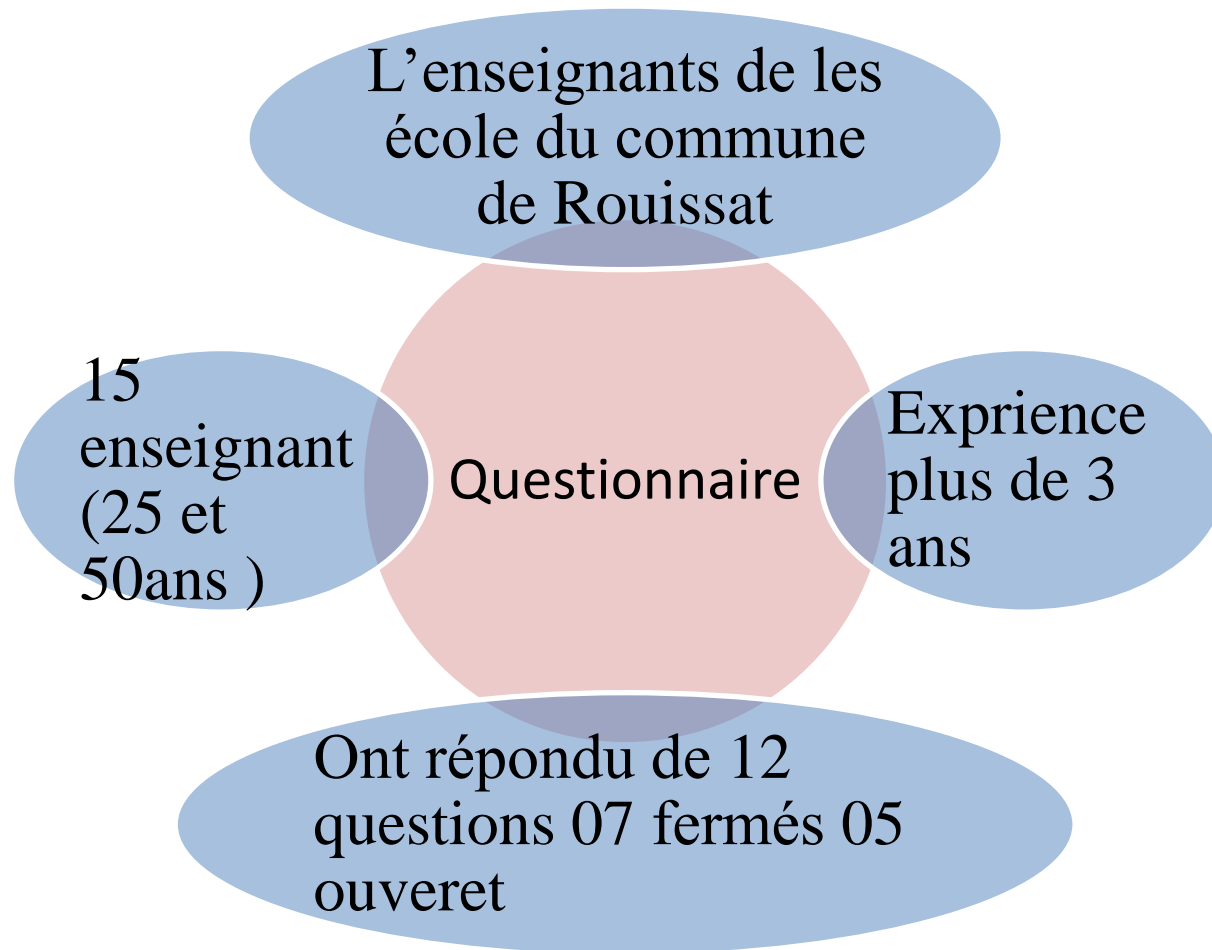 L’enseignants de les
école du commune
de Rouissat
15
enseignant
(25 et
50ans )
Questionnaire
Exprience
plus de 3
ans
Ont répondu de 12
questions 07 fermés 05
ouveret